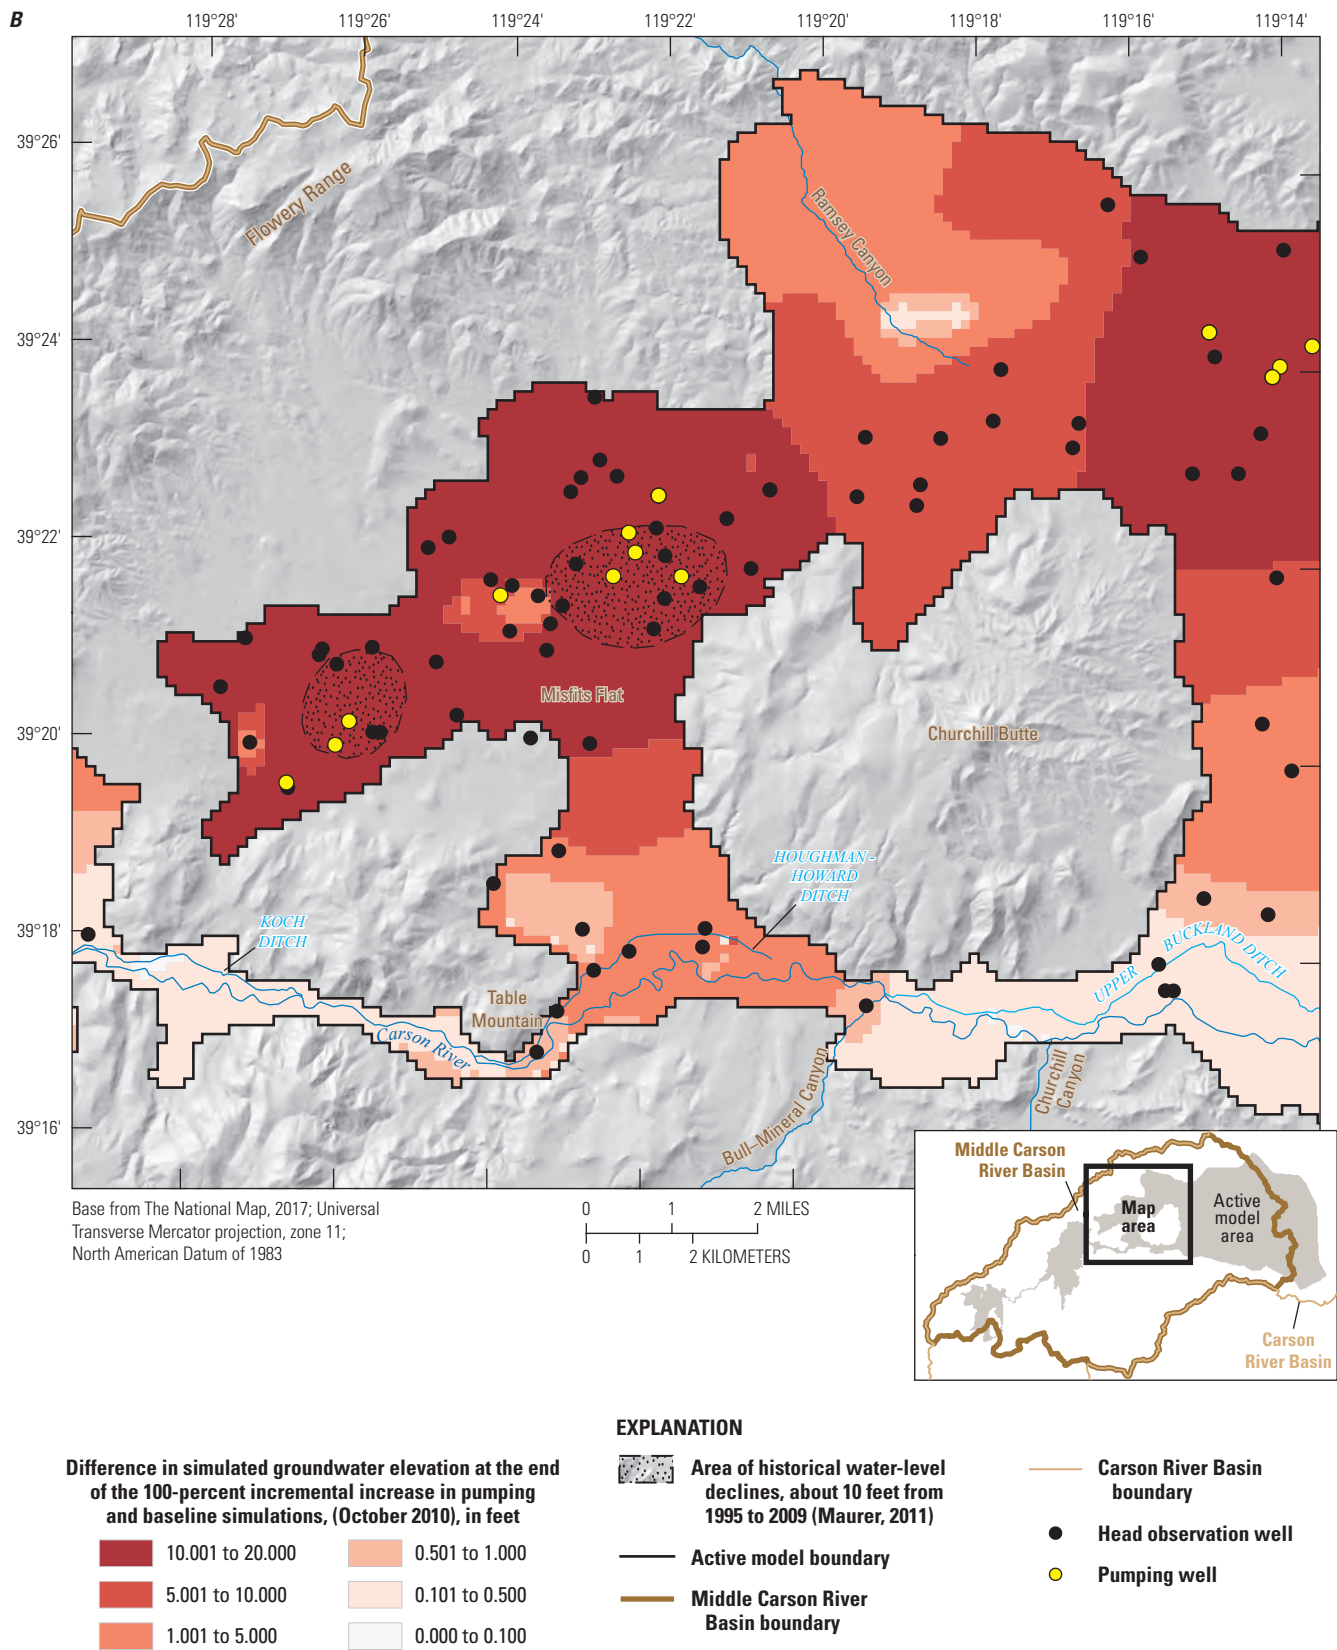 B
119°28'
119°26'
119°24'
119°22'
119°20'
119°18'
119°16'
119°14'
39°26'
39°24'
39°22'
39°20'
39°18'
39°16'
Flowery Range
Ramsey Canyon
Misfits Flat
Churchill Butte
HOUGHMAN -
HOWARD
DITCH
KOCH
DITCH
UPPER BUCKLAND DITCH
Table
Mountain
Carson River
Bull–Mineral Canyon
Churchill
Canyon
Base from The National Map, 2017; Universal
Transverse Mercator projection, zone 11;
North American Datum of 1983
0 1 2 MILES
0 1 2 KILOMETERS
Middle Carson
River Basin
Map
area
Active
model
area
Carson
River Basin
EXPLANATION
Difference in simulated groundwater elevation at the end
of the 100-percent incremental increase in pumping
and baseline simulations, (October 2010), in feet
10.001 to 20.000
5.001 to 10.000
1.001 to 5.000
0.501 to 1.000
0.101 to 0.500
0.000 to 0.100
Area of historical water-level
declines, about 10 feet from
1995 to 2009 (Maurer, 2011)
Active model boundary
Middle Carson River
Basin boundary
Carson River Basin
boundary
Head observation well
Pumping well